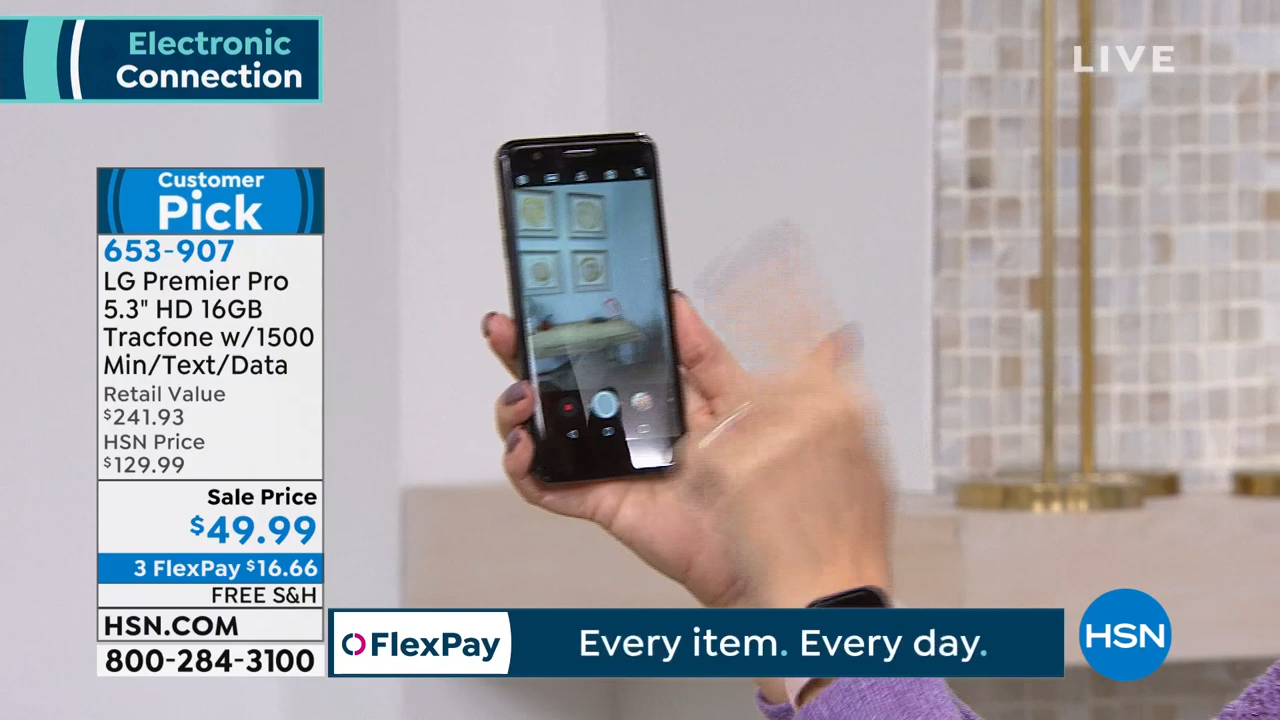 Electronic
Connection
LIVE
Customer
Pick
653-907
LG Premier Pro
5.3" HD 16GB
Tracfone w/1500
Min/Text/Data
Retail Value
$241.93
HSN Price
$129.99
Sale Price
$49.99
3 FlexPay $16.66
FREE S&H
HSN.COM
800-284-3100
FlexPay
Every item. Every day.
HSN